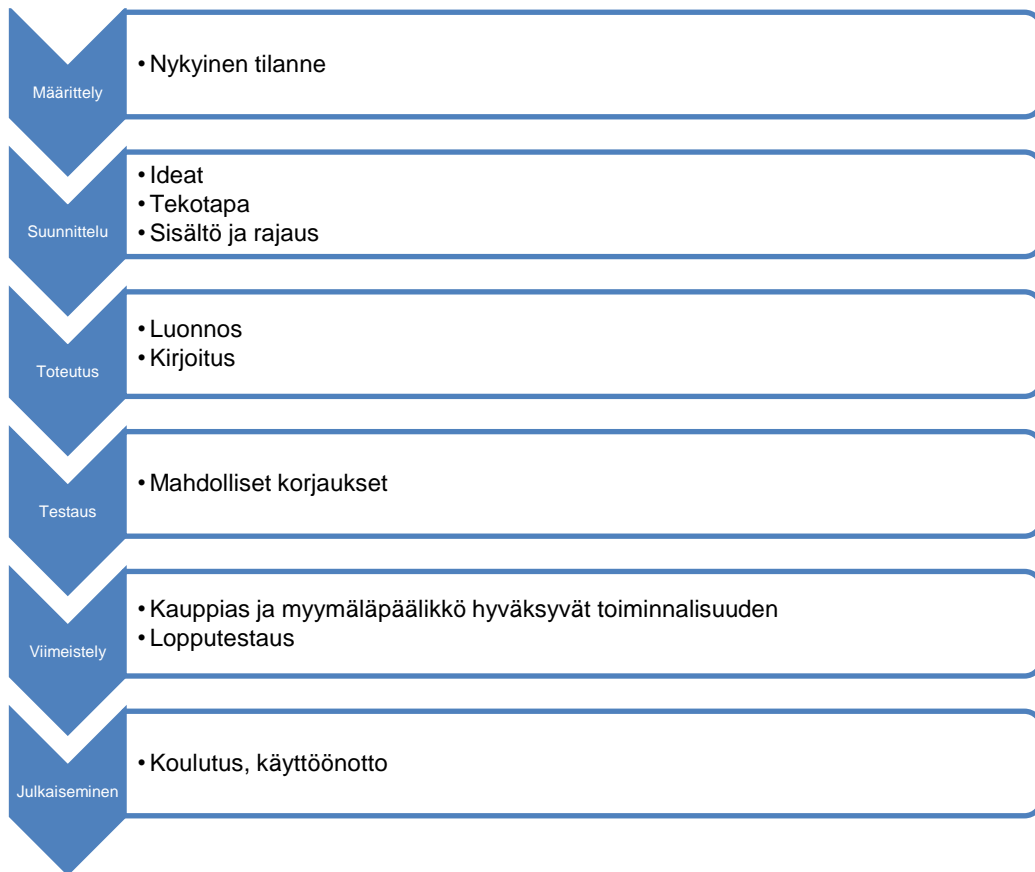 Määrittely
• Nykyinen tilanne
Suunnittelu
• Ideat
• Tekotapa
• Sisältö ja rajaus
Toteutus
• Luonnos
• Kirjoitus
Testaus
• Mahdolliset korjaukset
Viimeistely
• Kauppias ja myymäläpäälikkö hyväksyvät toiminnalisuuden
• Lopputestaus
Julkaiseminen
• Koulutus, käyttöönotto